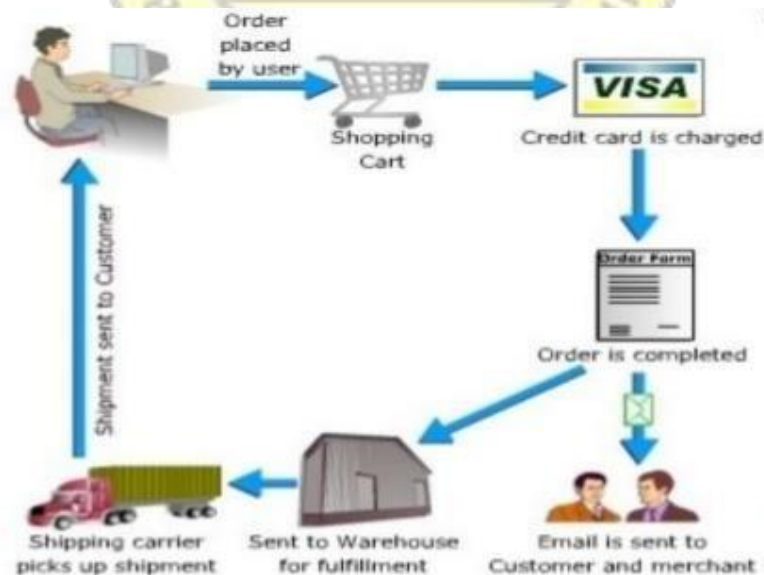 Order
placed
by user
Shopping
Cart
VISA
Credit card is charged
Order Form
Order is completed
Shipment sent to Customer
Shipping carrier
picks up shipment
Sent to Warehouse
for fulfillment
Email is sent to
Customer and merchant